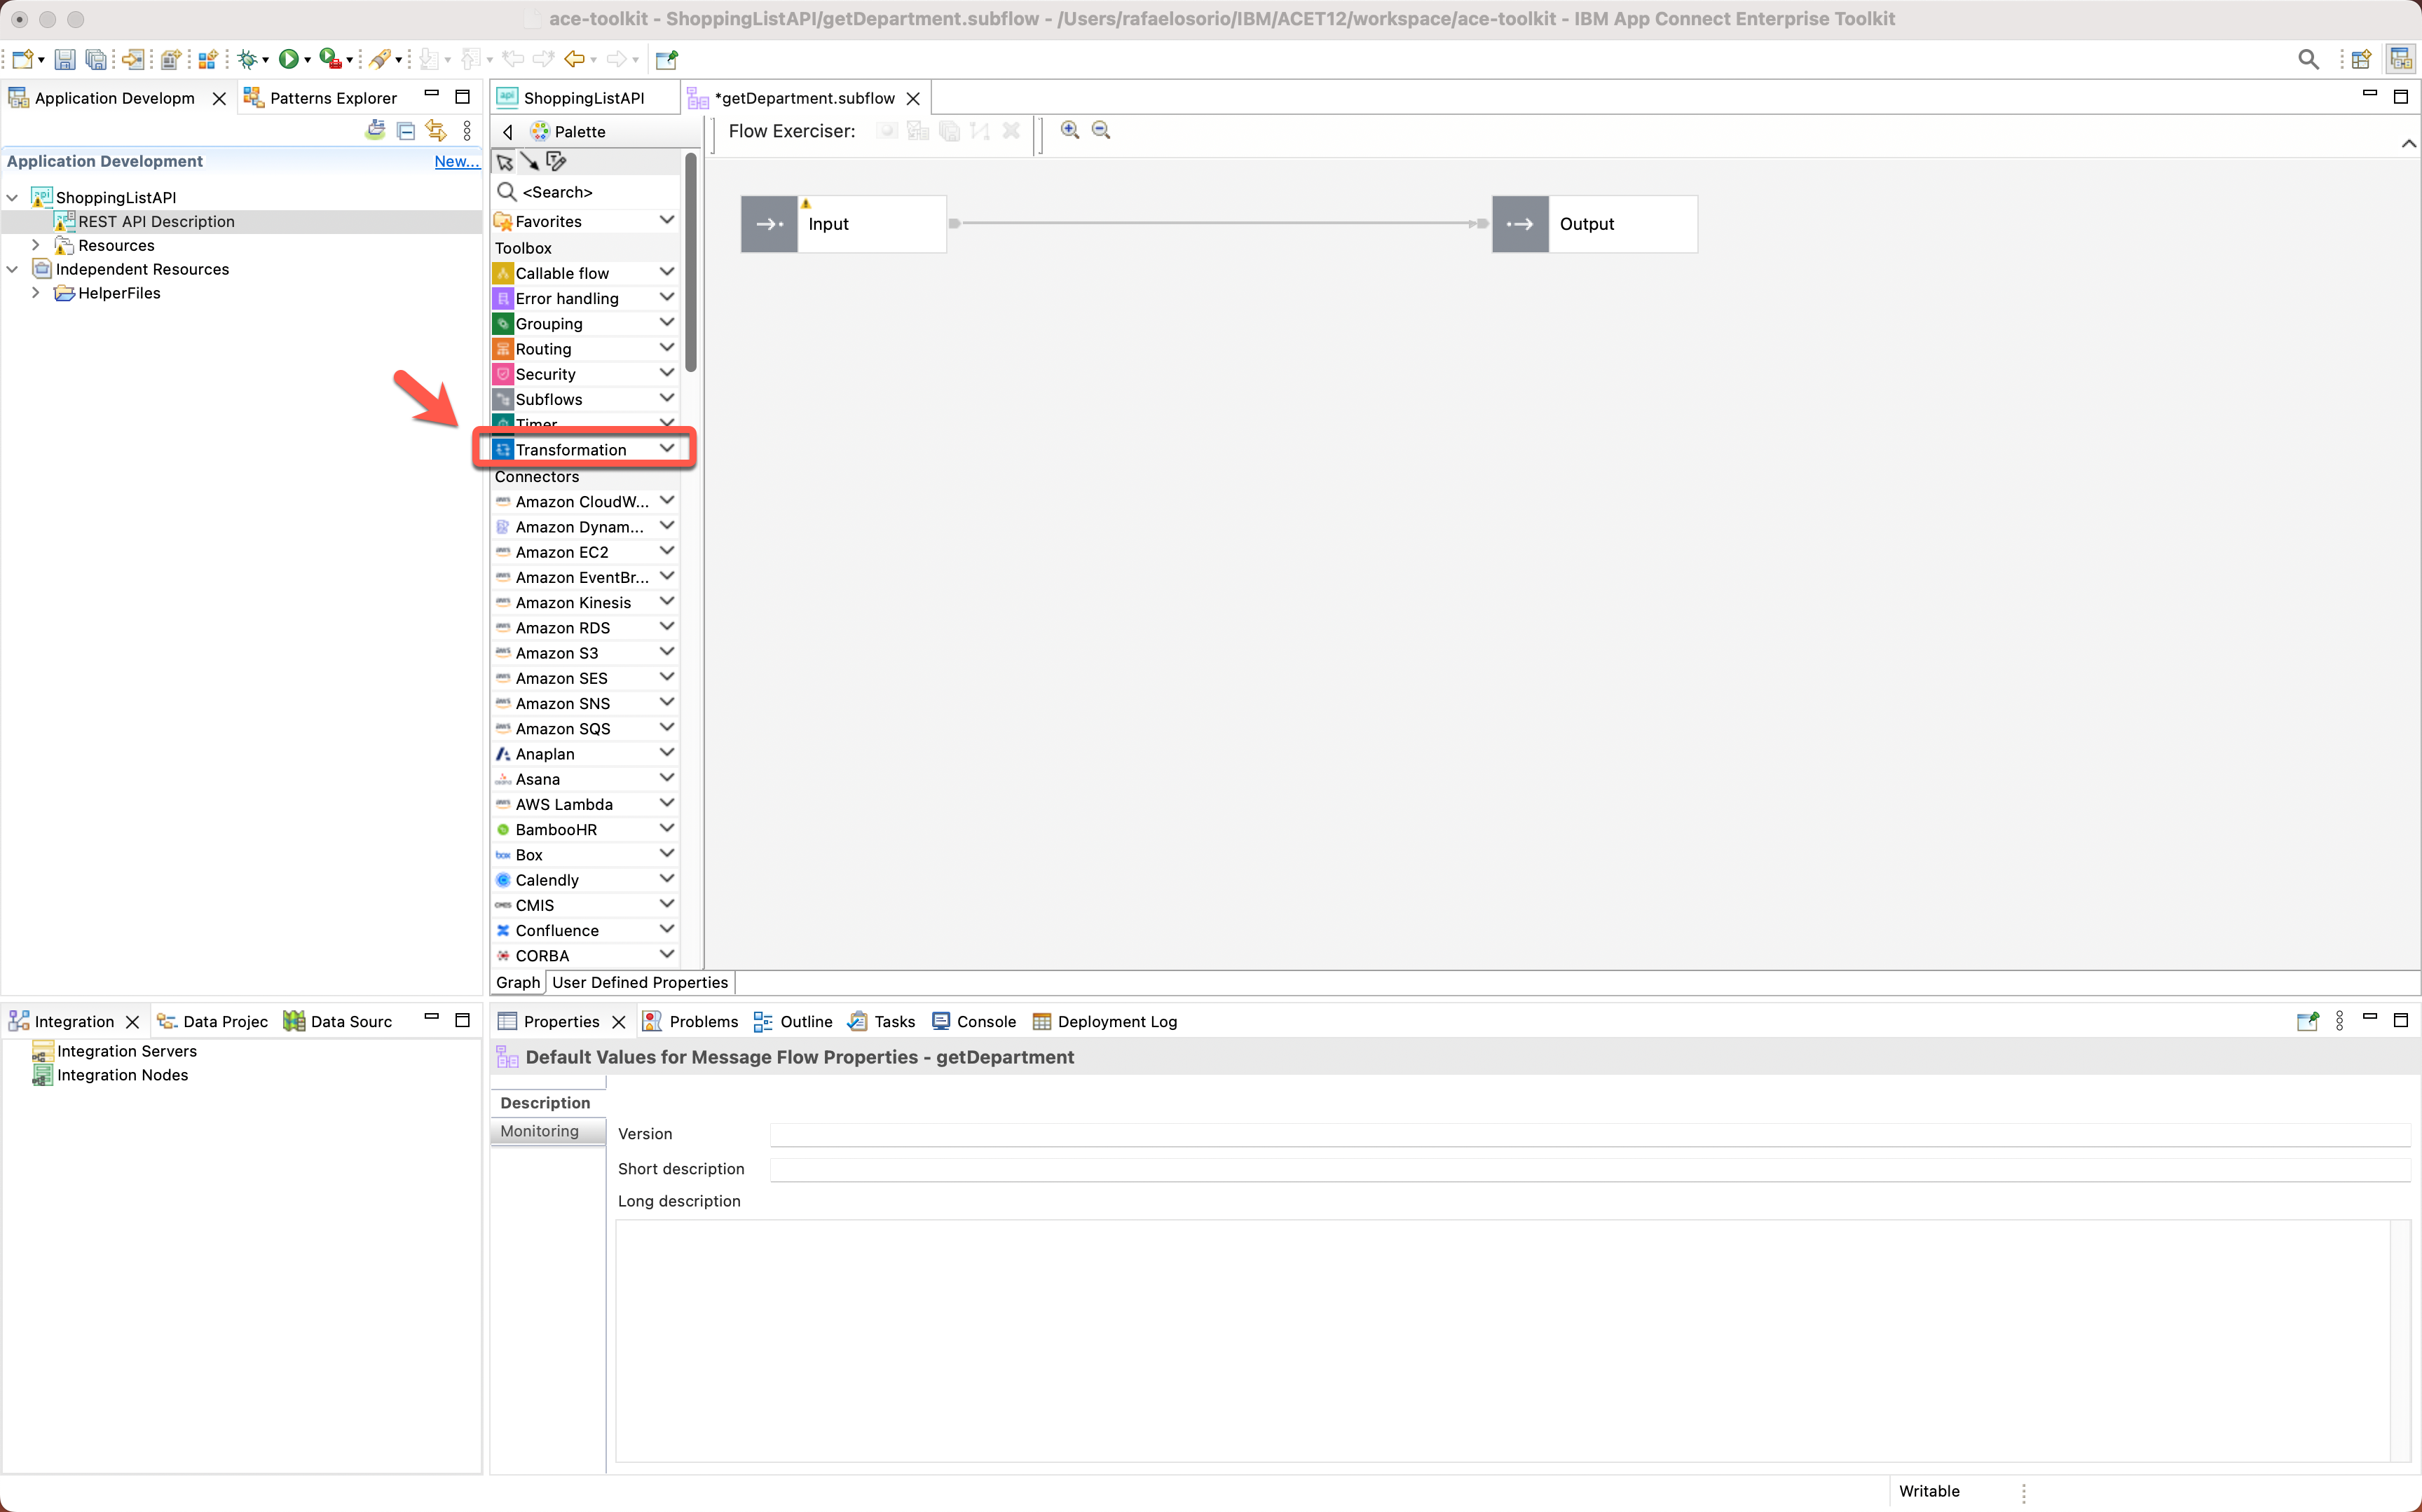 ace-toolkit - ShoppingListAPI/getDepartment.subflow - /Users/rafaelosorio/IBM/ACET12/workspace/ace-toolkit - IBM App Connect Enterprise Toolkit
Application Developm
Patterns Explorer
Application Development
New...
ShoppingListAPI
REST API Description
Resources
Independent Resources
HelperFiles
ShoppingListAPI
*getDepartment.subflow
Palette
Flow Exerciser:
<Search>
Favorites
Toolbox
Callable flow
Error handling
Grouping
Routing
Security
Subflows
Timer
Transformation
Connectors
Amazon CloudW...
Amazon Dynam...
Amazon EC2
Amazon EventBr...
Amazon Kinesis
Amazon RDS
Amazon S3
Amazon SES
Amazon SNS
Amazon SQS
Anaplan
Asana
AWS Lambda
BambooHR
Box
Calendly
CMIS
Confluence
CORBA
Input
Output
Graph
User Defined Properties
Integration
Data Projec
Data Sourc
Integration Servers
Integration Nodes
Properties
Problems
Outline
Tasks
Console
Deployment Log
Default Values for Message Flow Properties - getDepartment
Description
Monitoring
Version
Short description
Long description
Writable